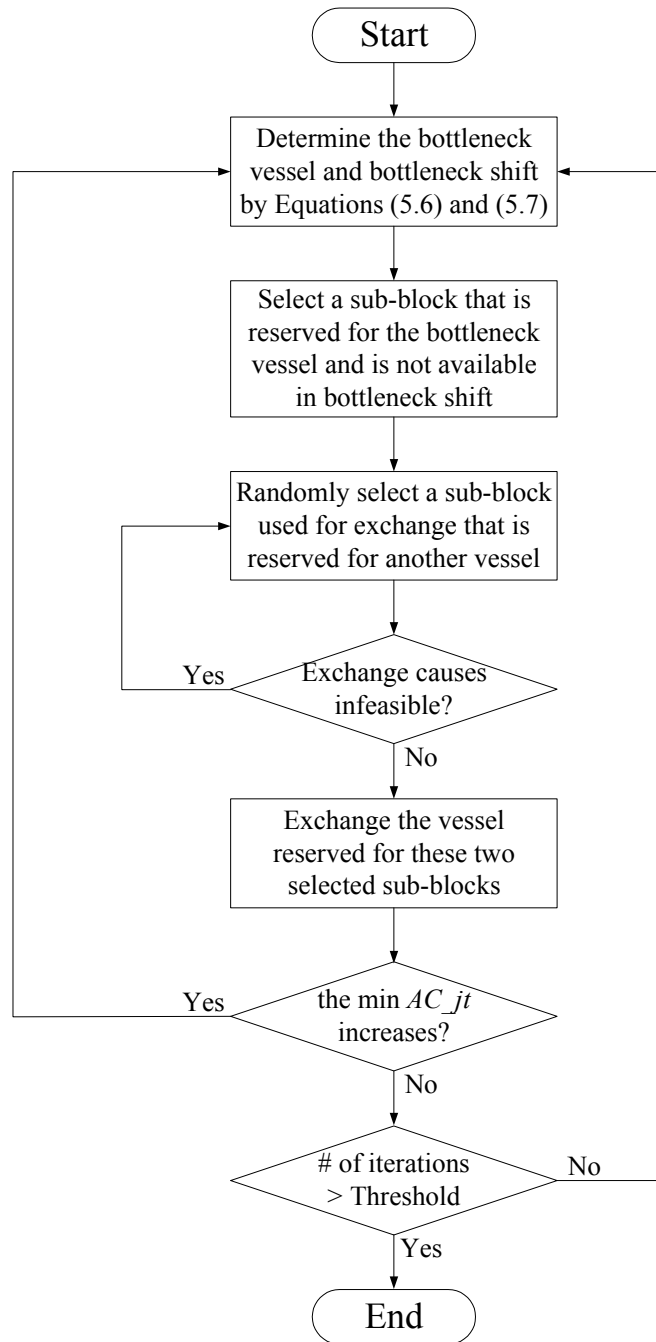 Start
Determine the bottleneck
vessel and bottleneck shift
by Equations (5.6) and (5.7)
Select a sub-block that is
reserved for the bottleneck
vessel and is not available
in bottleneck shift
Randomly select a sub-block
used for exchange that is
reserved for another vessel
Yes
Exchange causes
infeasible?
No
Exchange the vessel
reserved for these two
selected sub-blocks
Yes
the min AC_jt
increases?
No
# of iterations
> Threshold
No
Yes
End